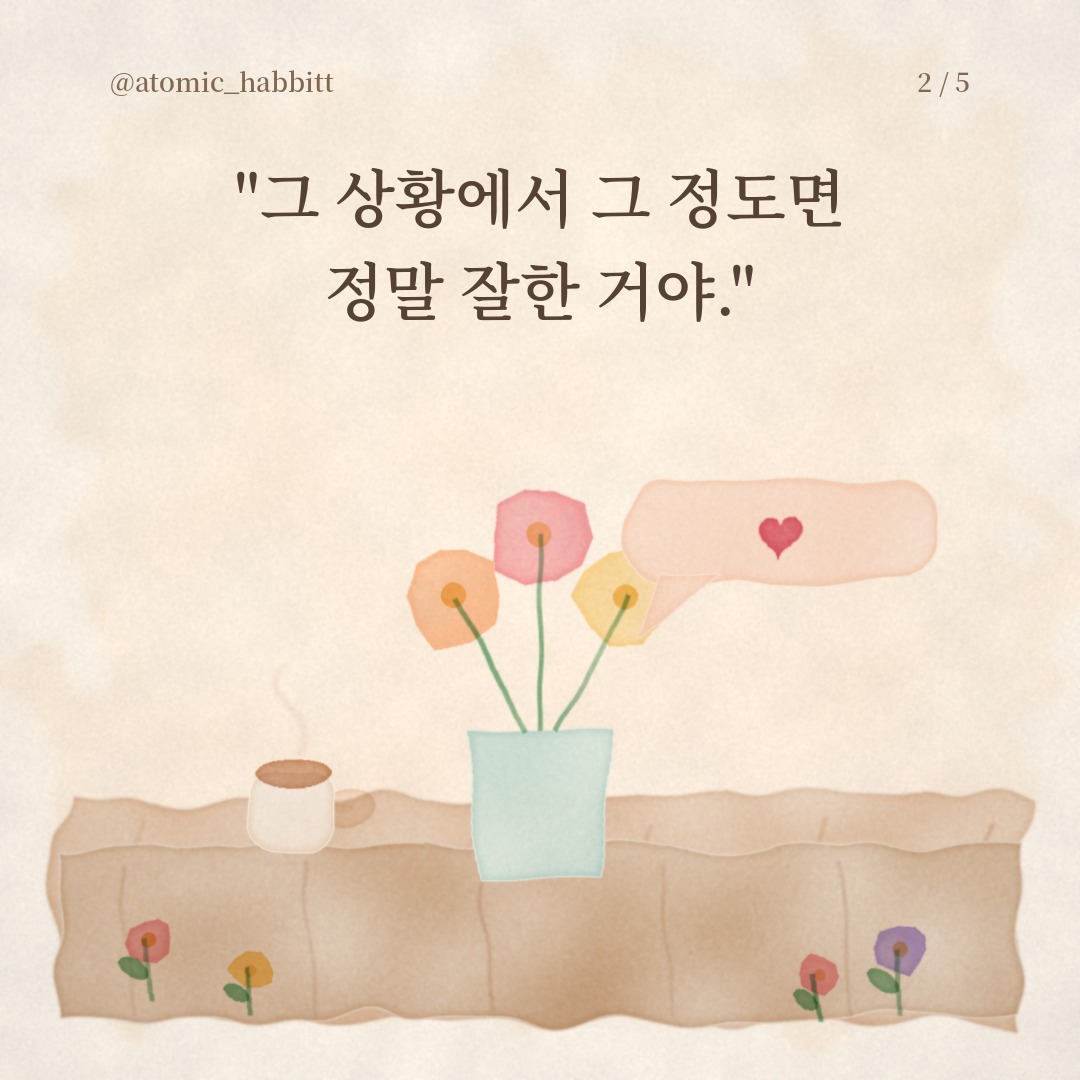 @atomic_habbitt
2 / 5
"그 상황에서 그 정도면
정말 잘한 거야."